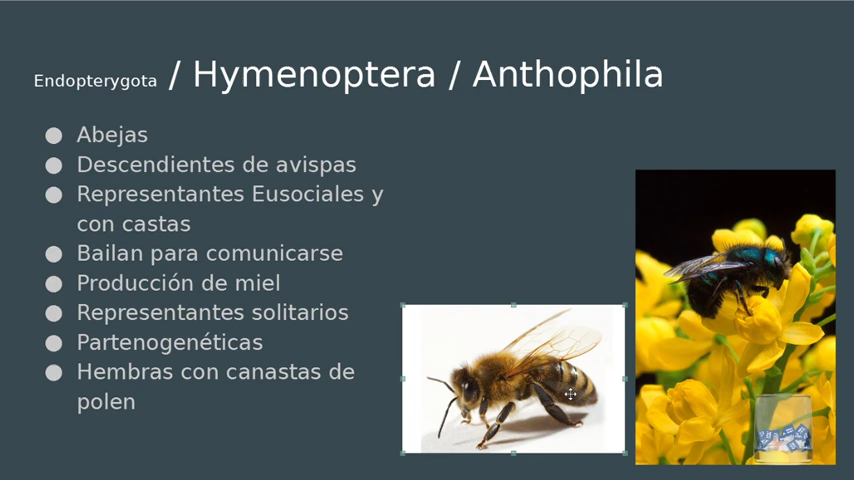 Endopterygota / Hymenoptera / Anthophila
Abejas
Descendientes de avispas
Representantes Eusociales y
con castas
Bailan para comunicarse
Producción de miel
Representantes solitarios
Partenogenéticas
Hembras con canastas de
polen